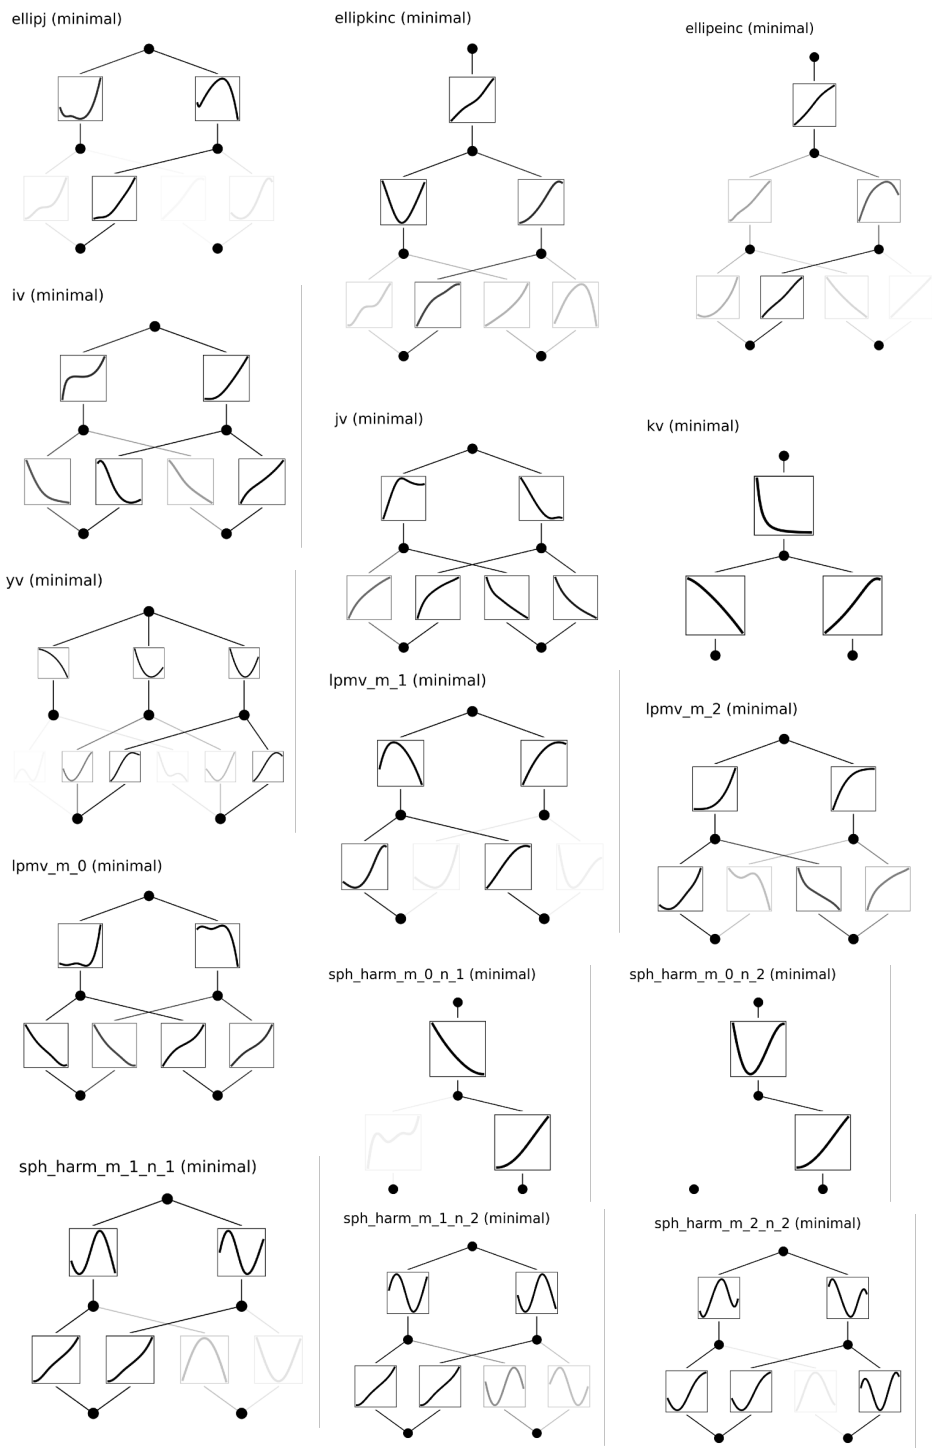 ellipj (minimal)
ellipkinc (minimal)
ellipeinc (minimal)
iv (minimal)
jv (minimal)
kv (minimal)
yv (minimal)
lpmv_m_1 (minimal)
lpmv_m_2 (minimal)
lpmv_m_0 (minimal)
sph_harm_m_0_n_1 (minimal)
sph_harm_m_0_n_2 (minimal)
sph_harm_m_1_n_1 (minimal)
sph_harm_m_1_n_2 (minimal)
sph_harm_m_2_n_2 (minimal)